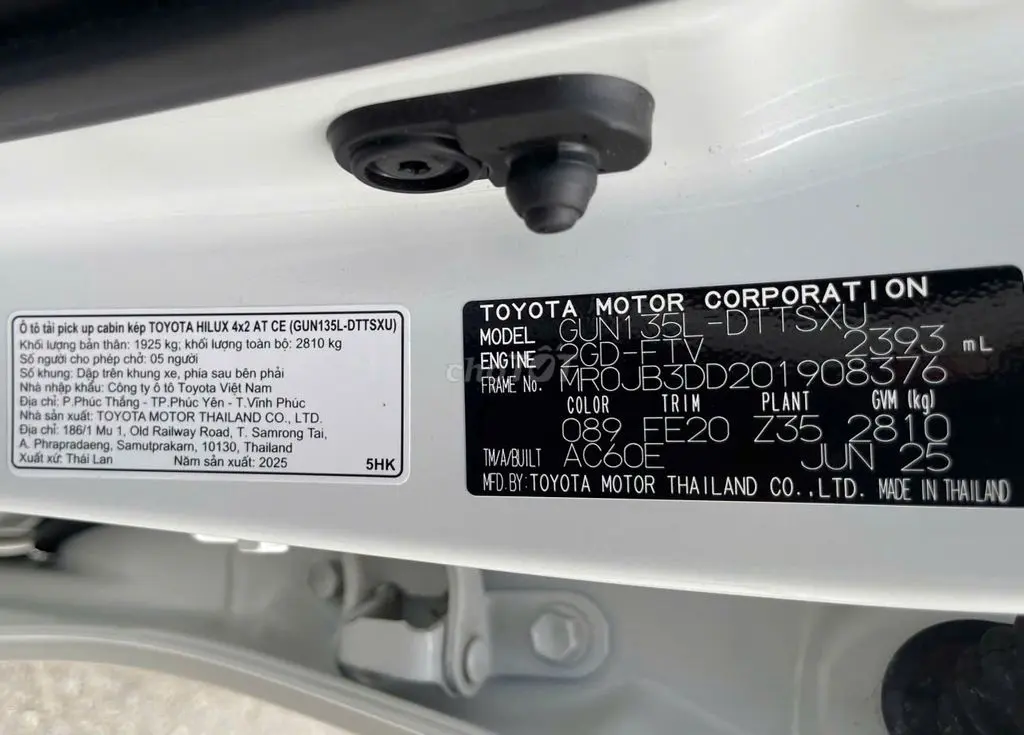 Ô tô tải pick up cabin kép TOYOTA HILUX 4x2 AT CE (GUN135L-DTTSXU)
Khối lượng bản thân: 1925 kg; khối lượng toàn bộ: 2810 kg
Số người cho phép chở: 05 người
Số khung: Dập trên khung xe, phía sau bên phải
Nhà nhập khẩu: Công ty ô tô Toyota Việt Nam
Địa chỉ: P.Phúc Thắng - TP.Phúc Yên - T.Vĩnh Phúc
Nhà sản xuất: TOYOTA MOTOR THAILAND CO., LTD.
Địa chỉ: 186/1 Mu 1, Old Railway Road, T. Samrong Tai,
A. Phrapradaeng, Samutprakarn, 10130, Thailand
Xuất xứ: Thái Lan Năm sản xuất: 2025 5HK
TOYOTA MOTOR CORPORATION
MODEL GUN135L-DTTSXU
ENGINE 2GD-FTV 2393 mL
FRAME No. MR0JB3DD201908376
COLOR TRIM PLANT GVM (kg)
089 FE20 Z35 2810
TM/A/BUILT AC60E JUN 25
MFD.BY:TOYOTA MOTOR THAILAND CO.,LTD. MADE IN THAILAND